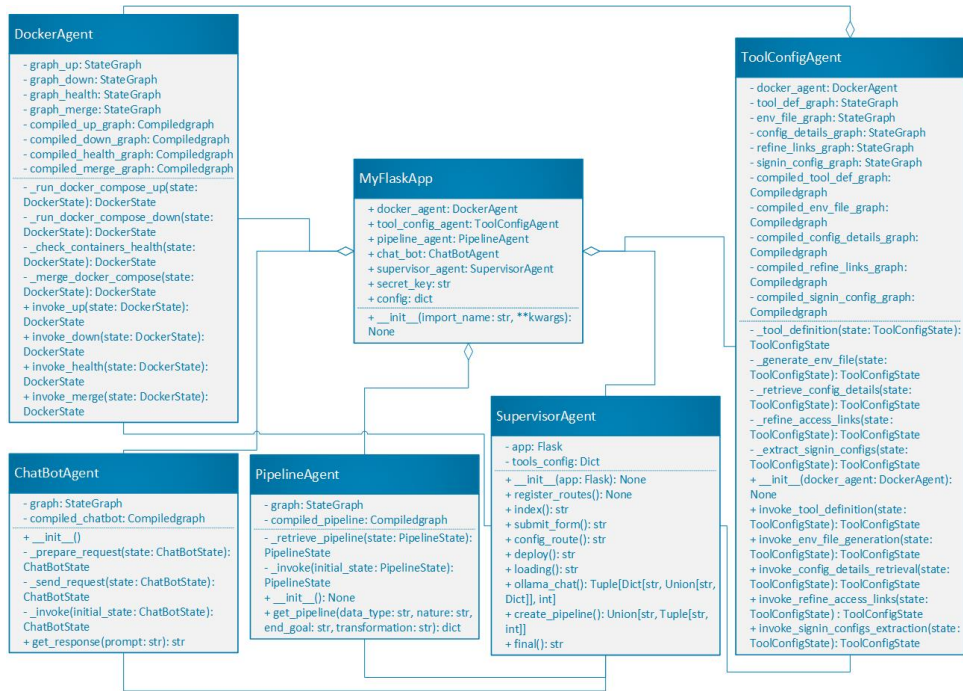 DockerAgent
- graph_up: StateGraph
- graph_down: StateGraph
- graph_health: StateGraph
- graph_merge: StateGraph
- compiled_up_graph: Compiledgraph
- compiled_down_graph: Compiledgraph
- compiled_health_graph: Compiledgraph
- compiled_merge_graph: Compiledgraph
- _run_docker_compose_up(state:
DockerState): DockerState
- _run_docker_compose_down(state:
DockerState): DockerState
- _check_containers_health(state:
DockerState): DockerState
- _merge_docker_compose(state:
DockerState): DockerState
+ invoke_up(state: DockerState):
DockerState
+ invoke_down(state: DockerState):
DockerState
+ invoke_health(state: DockerState):
DockerState
+ invoke_merge(state: DockerState):
DockerState
MyFlaskApp
+ docker_agent: DockerAgent
+ tool_config_agent: ToolConfigAgent
+ pipeline_agent: PipelineAgent
+ chat_bot: ChatBotAgent
+ supervisor_agent: SupervisorAgent
+ secret_key: str
+ config: dict
+ __init__(import_name: str, **kwargs):
None
ToolConfigAgent
- docker_agent: DockerAgent
- tool_def_graph: StateGraph
- env_file_graph: StateGraph
- config_details_graph: StateGraph
- refine_links_graph: StateGraph
- signin_config_graph: StateGraph
- compiled_tool_def_graph:
Compiledgraph
- compiled_env_file_graph:
Compiledgraph
- compiled_config_details_graph:
Compiledgraph
- compiled_refine_links_graph:
Compiledgraph
- compiled_signin_config_graph:
Compiledgraph
- _tool_definition(state: ToolConfigState):
ToolConfigState
- _generate_env_file(state:
ToolConfigState): ToolConfigState
- _retrieve_config_details(state:
ToolConfigState): ToolConfigState
- _refine_access_links(state:
ToolConfigState): ToolConfigState
- _extract_signin_configs(state:
ToolConfigState): ToolConfigState
+ __init__(docker_agent: DockerAgent):
None
+ invoke_tool_definition(state:
ToolConfigState): ToolConfigState
+ invoke_env_file_generation(state:
ToolConfigState): ToolConfigState
+ invoke_config_details_retrieval(state:
ToolConfigState): ToolConfigState
+ invoke_refine_access_links(state:
ToolConfigState) : ToolConfigState
+ invoke_signin_configs_extraction(state:
ToolConfigState): ToolConfigState
ChatBotAgent
- graph: StateGraph
- compiled_chatbot: Compiledgraph
+ __init__()
- _prepare_request(state: ChatBotState):
ChatBotState
- _send_request(state: ChatBotState):
ChatBotState
- _invoke(initial_state: ChatBotState):
ChatBotState
+ get_response(prompt: str): str
PipelineAgent
- graph: StateGraph
- compiled_pipeline: Compiledgraph
- _retrieve_pipeline(state: PipelineState):
PipelineState
- _invoke(initial_state: PipelineState):
PipelineState
+ __init__(): None
+ get_pipeline(data_type: str, nature: str,
end_goal: str, transformation: str): dict
SupervisorAgent
- app: Flask
- tools_config: Dict
+ __init__(app: Flask): None
+ register_routes(): None
+ index(): str
+ submit_form(): str
+ config_route(): str
+ deploy(): str
+ loading(): str
+ ollama_chat(): Tuple[Dict[str, Union[str,
Dict]], int]
+ create_pipeline(): Union[str, Tuple[str,
int]]
+ final(): str